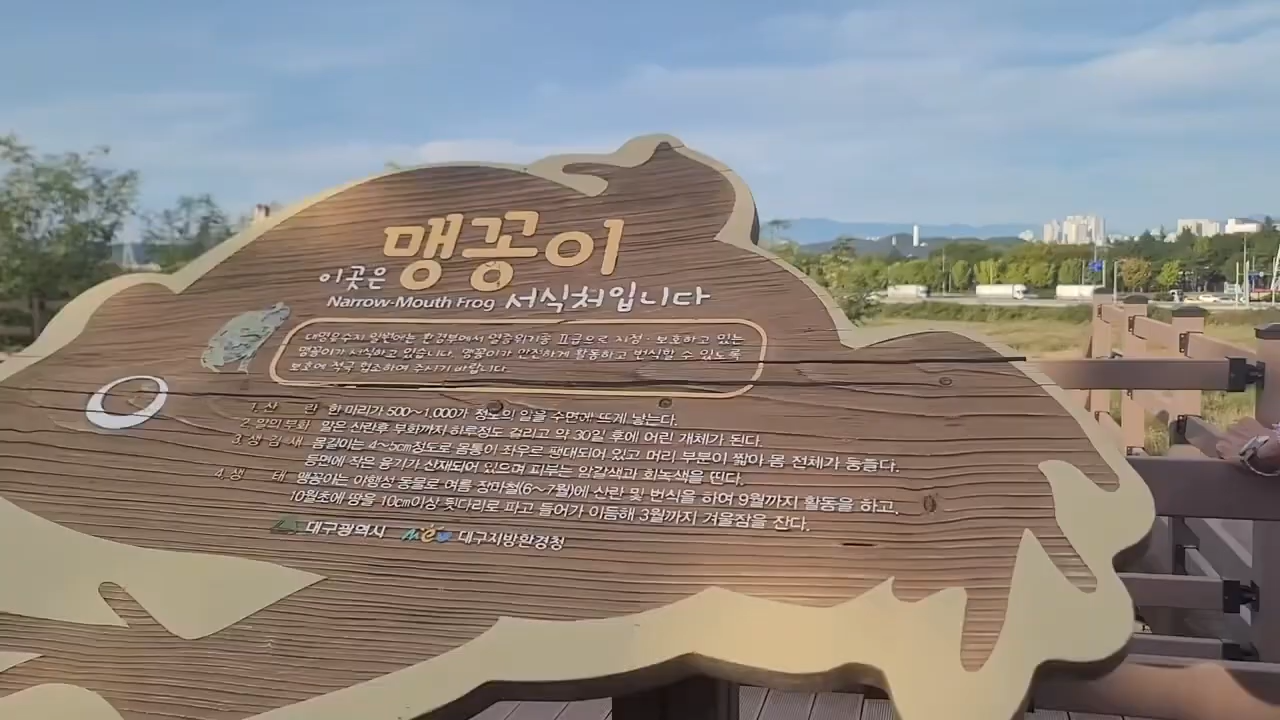 맹꽁이
이곳은
Narrow-Mouth Frog 서식처입니다
대명유수지 일원에는 환경부에서 멸종위기종 Ⅱ급으로 지정·보호하고 있는
맹꽁이가 서식하고 있습니다. 맹꽁이가 안전하게 활동하고 번식할 수 있도록
보호에 적극 협조하여 주시기 바랍니다.
1. 산 란 한 마리가 500~1,000개 정도의 알을 수면에 뜨게 낳는다.
2. 알의 부화 알은 산란후 부화까지 하루정도 걸리고 약 30일 후에 어린 개체가 된다.
3. 생 김 새 몸길이는 4~5cm정도로 몸통이 좌우로 팽대되어 있고 머리 부분이 짧아 몸 전체가 둥글다.
등면에 작은 융기가 산재되어 있으며 피부는 암갈색과 회녹색을 띤다.
4. 생 태 맹꽁이는 야행성 동물로 여름 장마철(6~7월)에 산란 및 번식을 하여 9월까지 활동을 하고,
10월초에 땅을 10cm이상 뒷다리로 파고 들어가 이듬해 3월까지 겨울잠을 잔다.
대구광역시 MEV 대구지방환경청